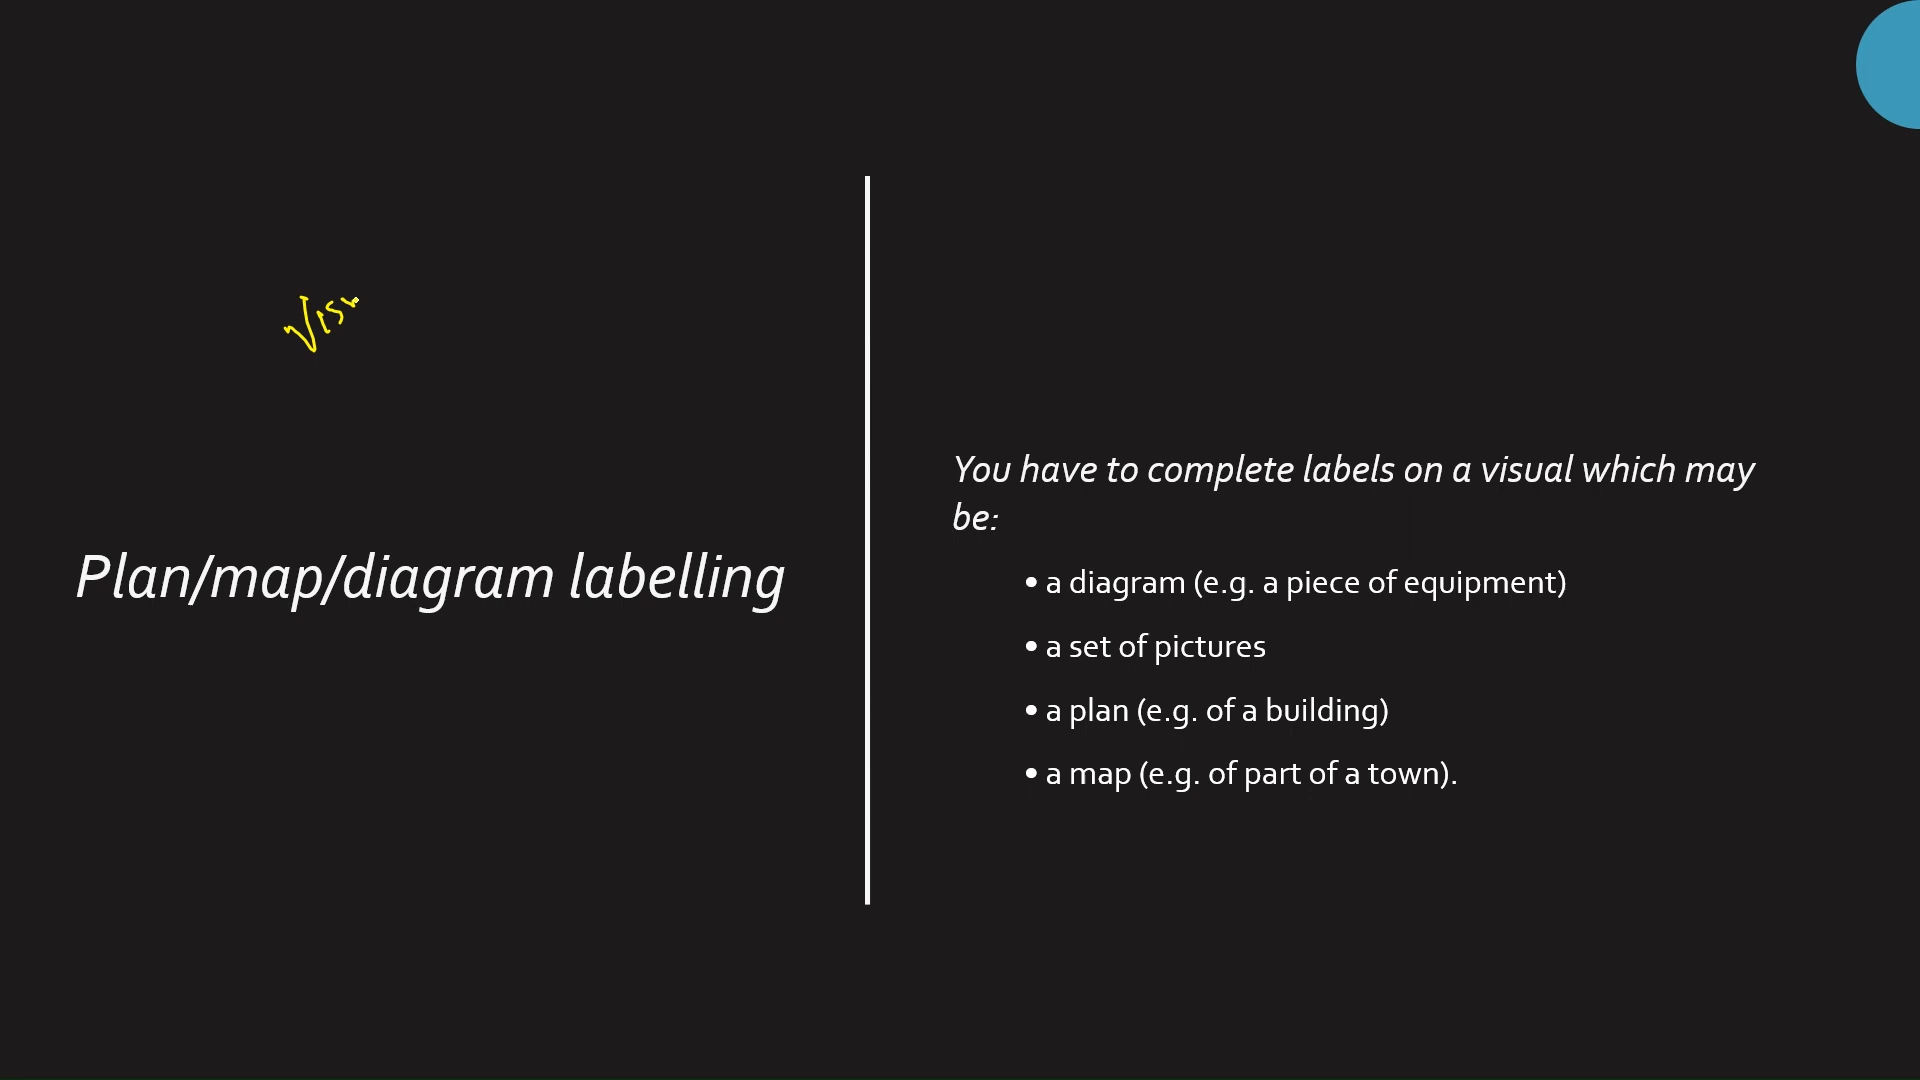 Visu
Plan/map/diagram labelling
You have to complete labels on a visual which may
be:
• a diagram (e.g. a piece of equipment)
• a set of pictures
• a plan (e.g. of a building)
• a map (e.g. of part of a town).